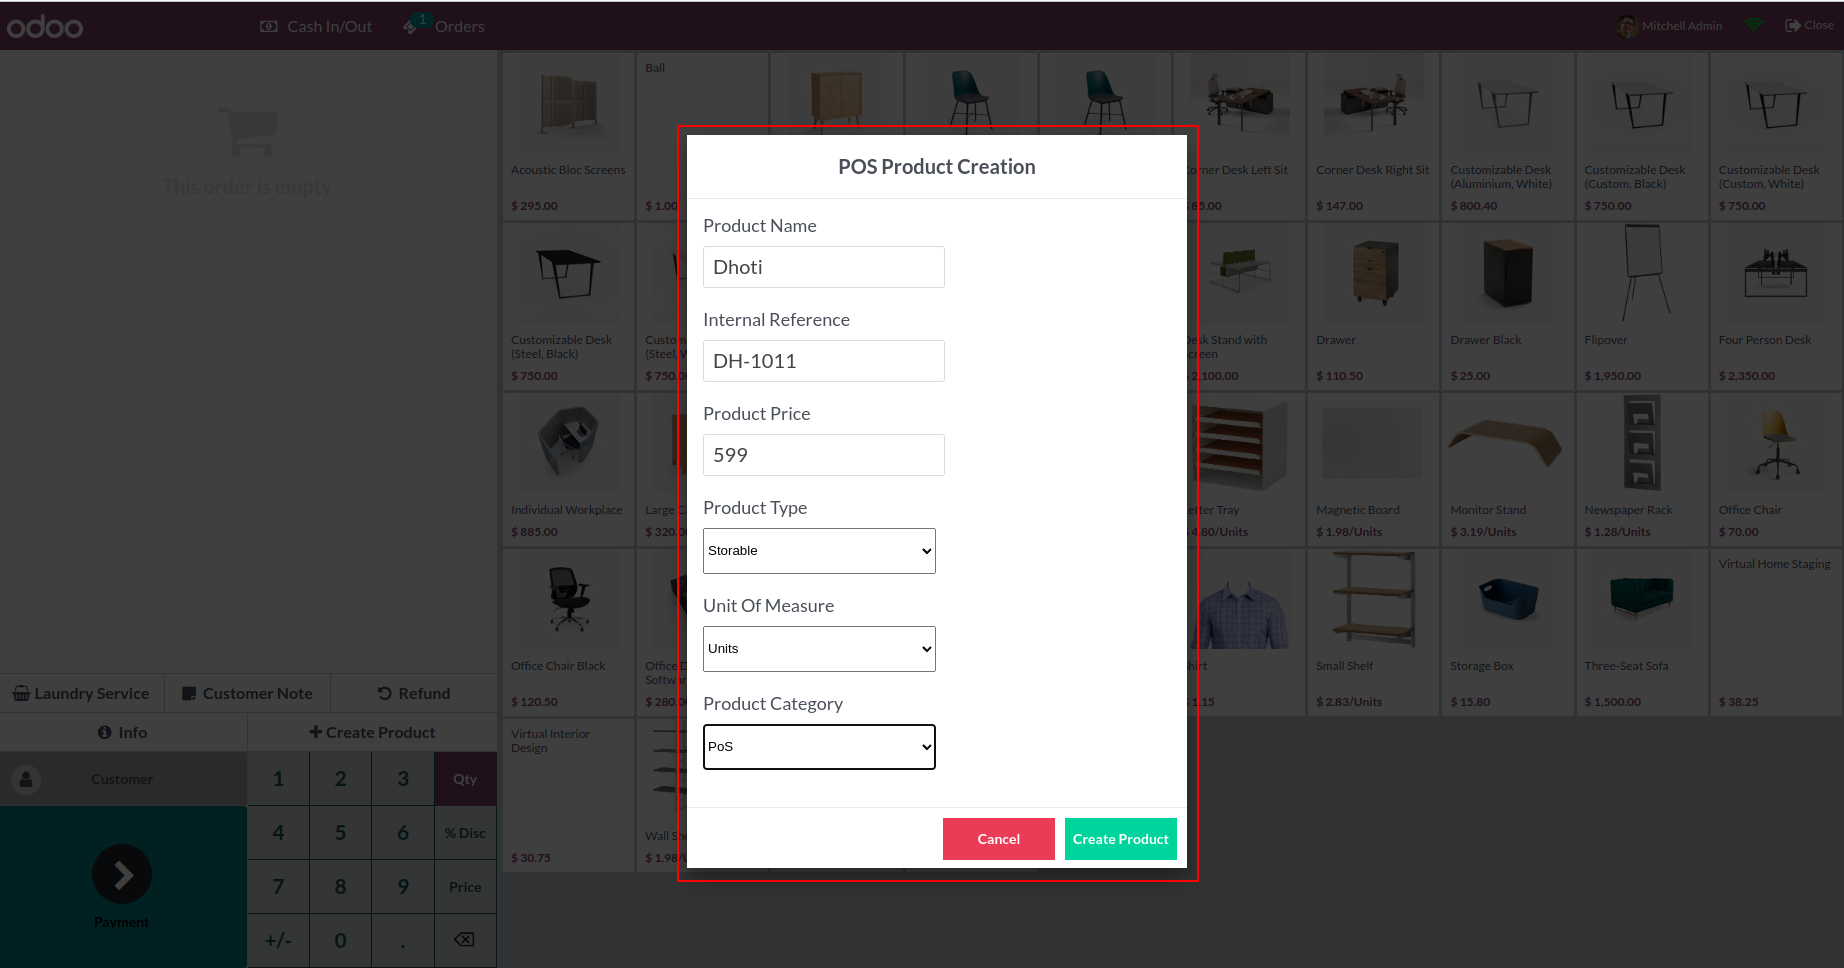 odoo
Cash In/Out
1
Orders
Mitchell Admin
Close
This order is empty
Laundry Service
Customer Note
Refund
Info
Create Product
Customer
1
2
3
Qty
4
5
6
% Disc
7
8
9
Price
+/-
0
.
Payment
Acoustic Bloc Screens
$ 295.00
Ball
$ 1.00
orner Desk Left Sit
85.00
Corner Desk Right Sit
$ 147.00
Customizable Desk
(Aluminium, White)
$ 800.40
Customizable Desk
(Custom, Black)
$ 750.00
Customizable Desk
(Custom, White)
$ 750.00
Customizable Desk
(Steel, Black)
$ 750.00
Custom
(Steel, W
$ 750.0
Desk Stand with
creen
2,100.00
Drawer
$ 110.50
Drawer Black
$ 25.00
Flipover
$ 1,950.00
Four Person Desk
$ 2,350.00
Individual Workplace
$ 885.00
Large C
$ 320.0
etter Tray
4.80/Units
Magnetic Board
$ 1.98/Units
Monitor Stand
$ 3.19/Units
Newspaper Rack
$ 1.28/Units
Office Chair
$ 70.00
Office Chair Black
$ 120.50
Office D
Softwar
$ 280.0
hirt
1.15
Small Shelf
$ 2.83/Units
Storage Box
$ 15.80
Three-Seat Sofa
$ 1,500.00
Virtual Home Staging
$ 38.25
Virtual Interior
Design
$ 30.75
Wall Sh
$ 1.98/U
POS Product Creation
Product Name
Dhoti
Internal Reference
DH-1011
Product Price
599
Product Type
Storable
Unit Of Measure
Units
Product Category
PoS
Cancel
Create Product